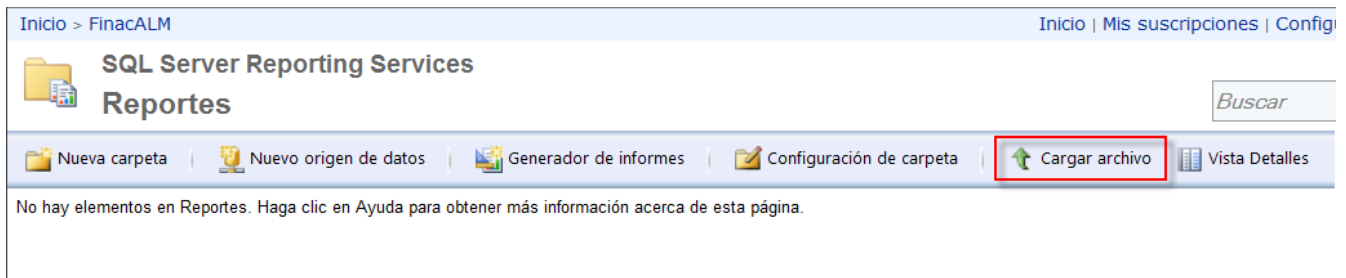 Inicio > FinacALM
Inicio | Mis suscripciones | Config
SQL Server Reporting Services
Reportes
Buscar
Nueva carpeta | Nuevo origen de datos | Generador de informes | Configuración de carpeta | Cargar archivo Vista Detalles
No hay elementos en Reportes. Haga clic en Ayuda para obtener más información acerca de esta página.